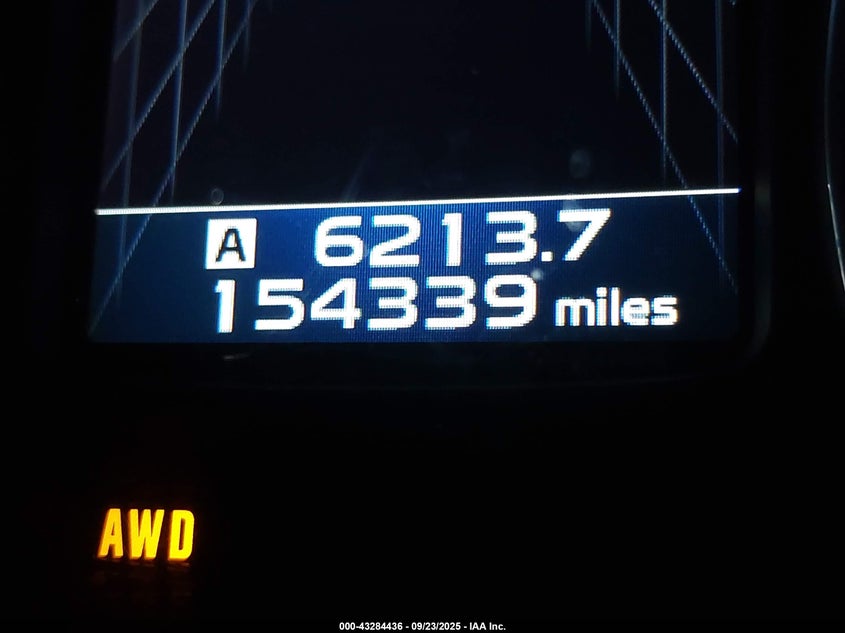 A 6213.7
154339 miles
AWD
000-43284436 - 09/23/2025 - IAA Inc.